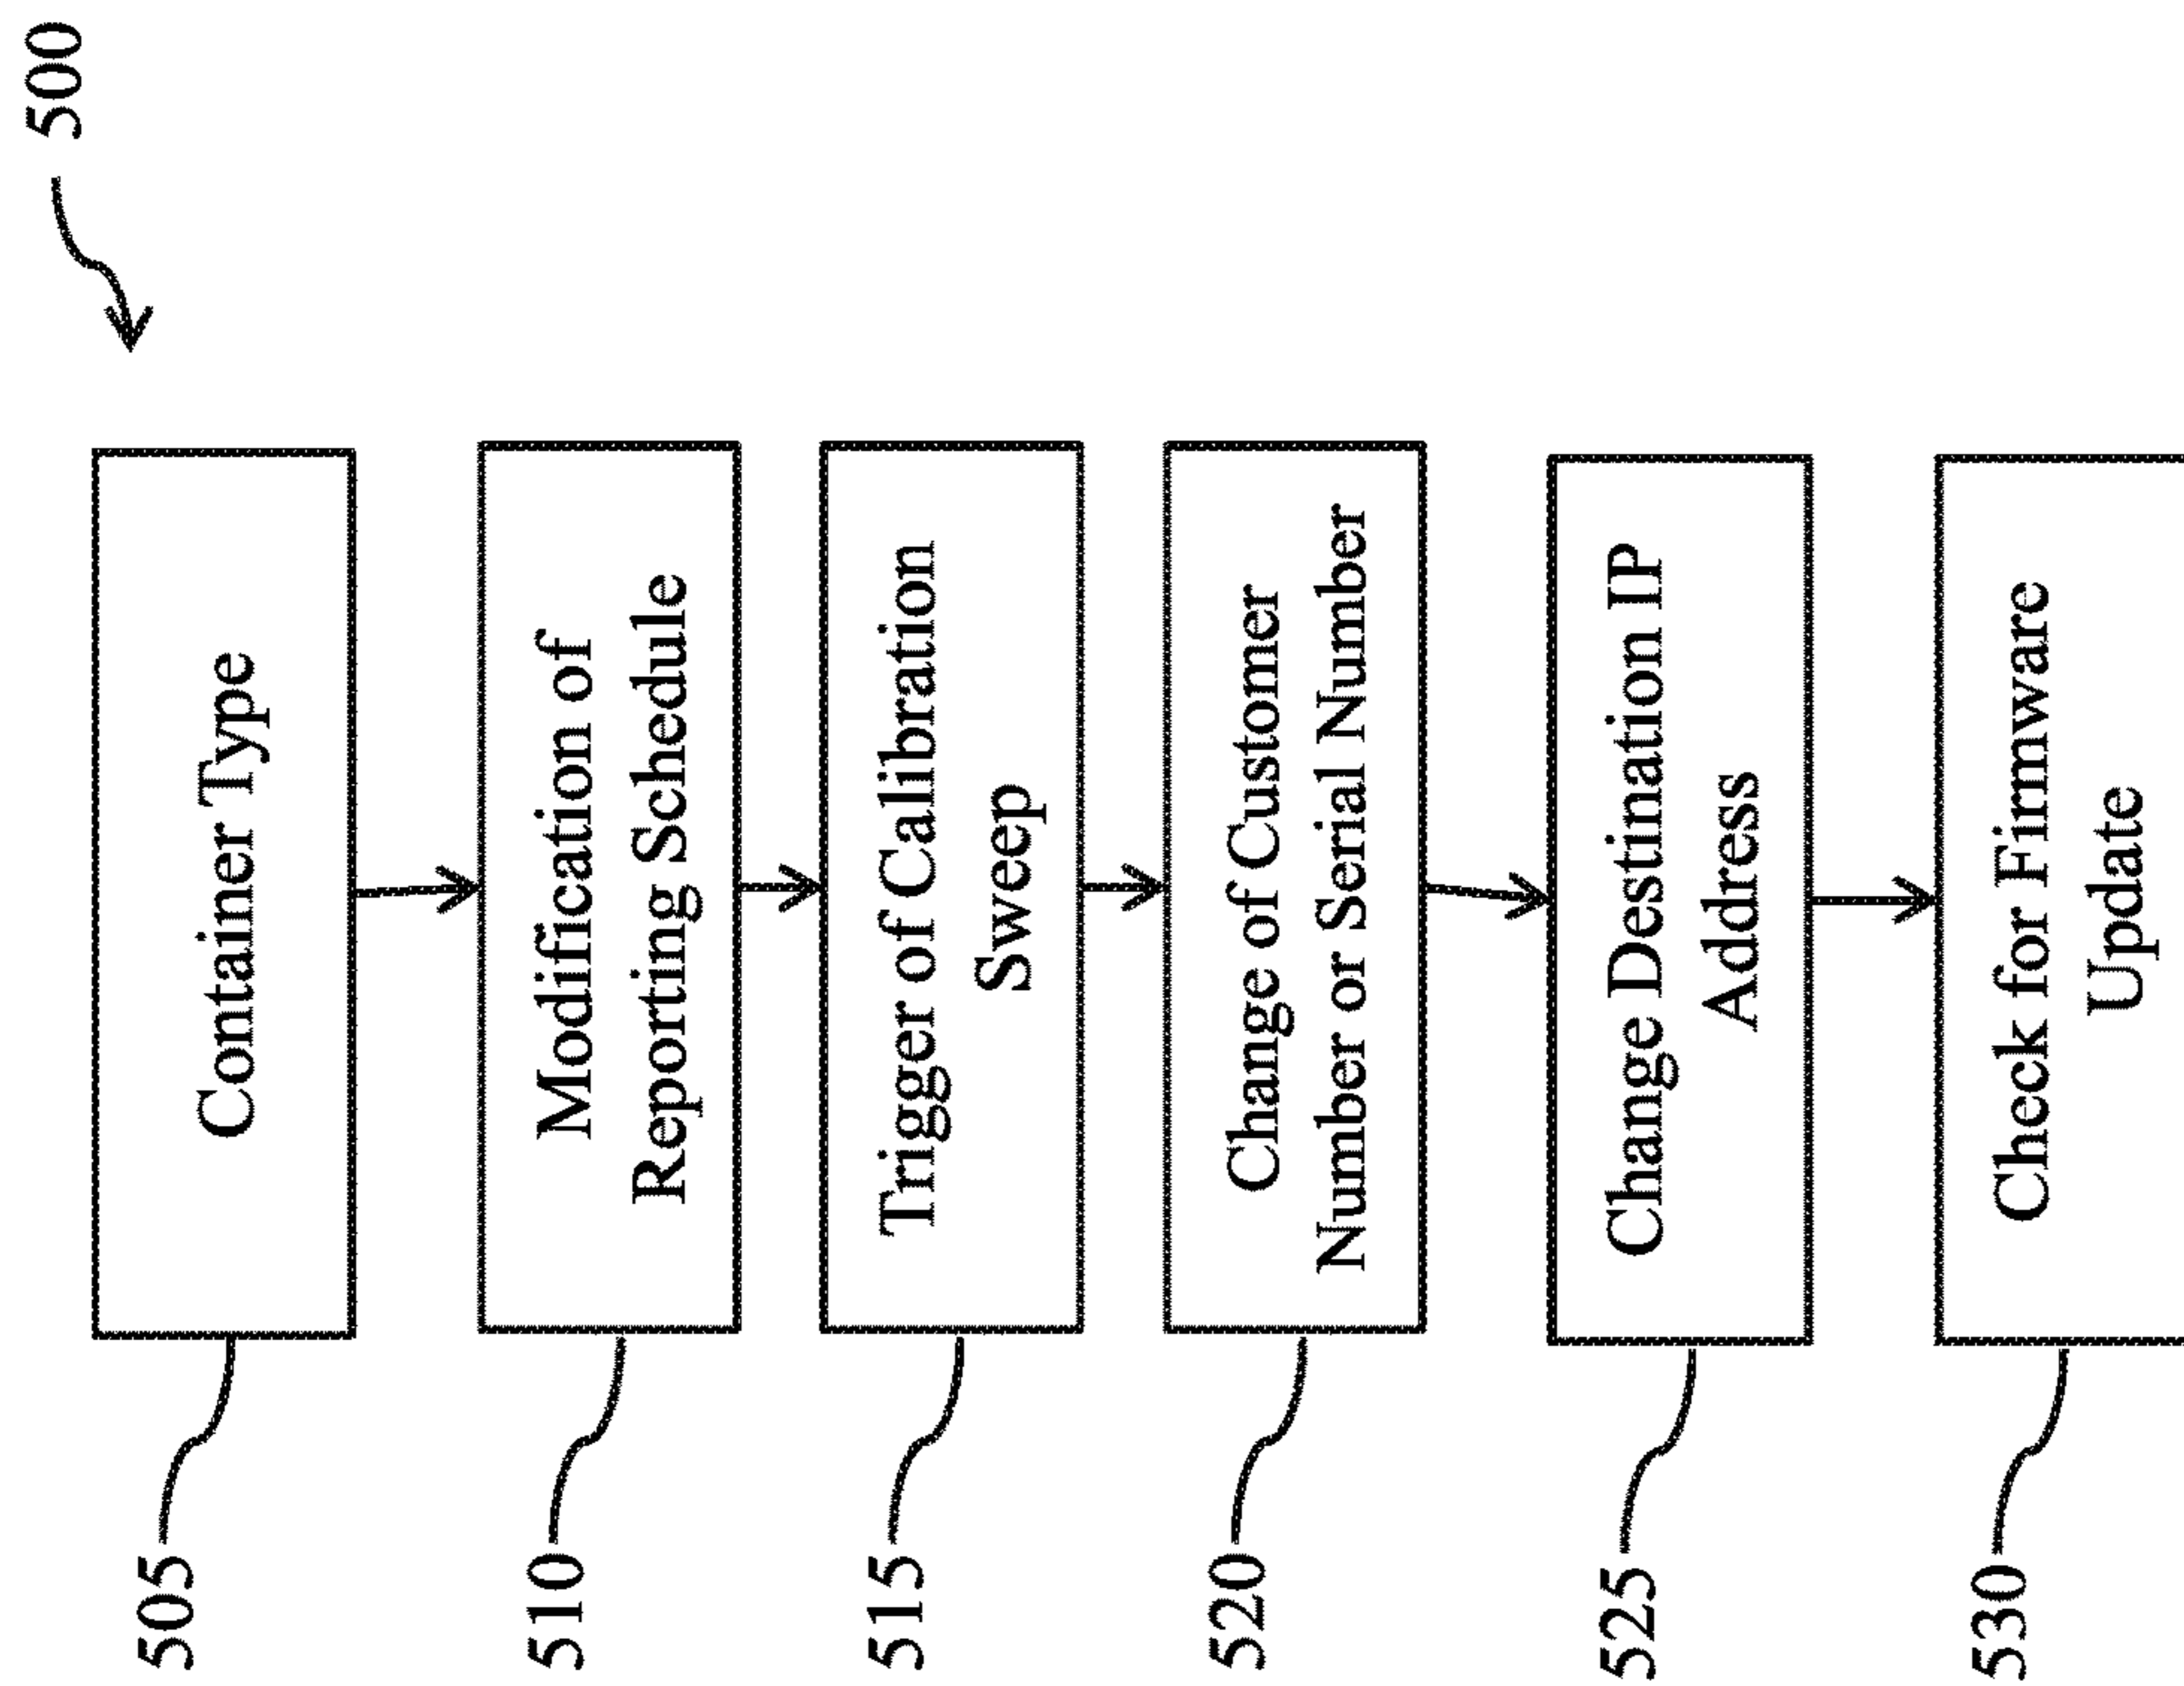 500
505
Container Type
510
Modification of
Reporting Schedule
515
Trigger of Calibration
Sweep
520
Change of Customer
Number or Serial Number
525
Change Destination IP
Address
530
Check for Firmware
Update